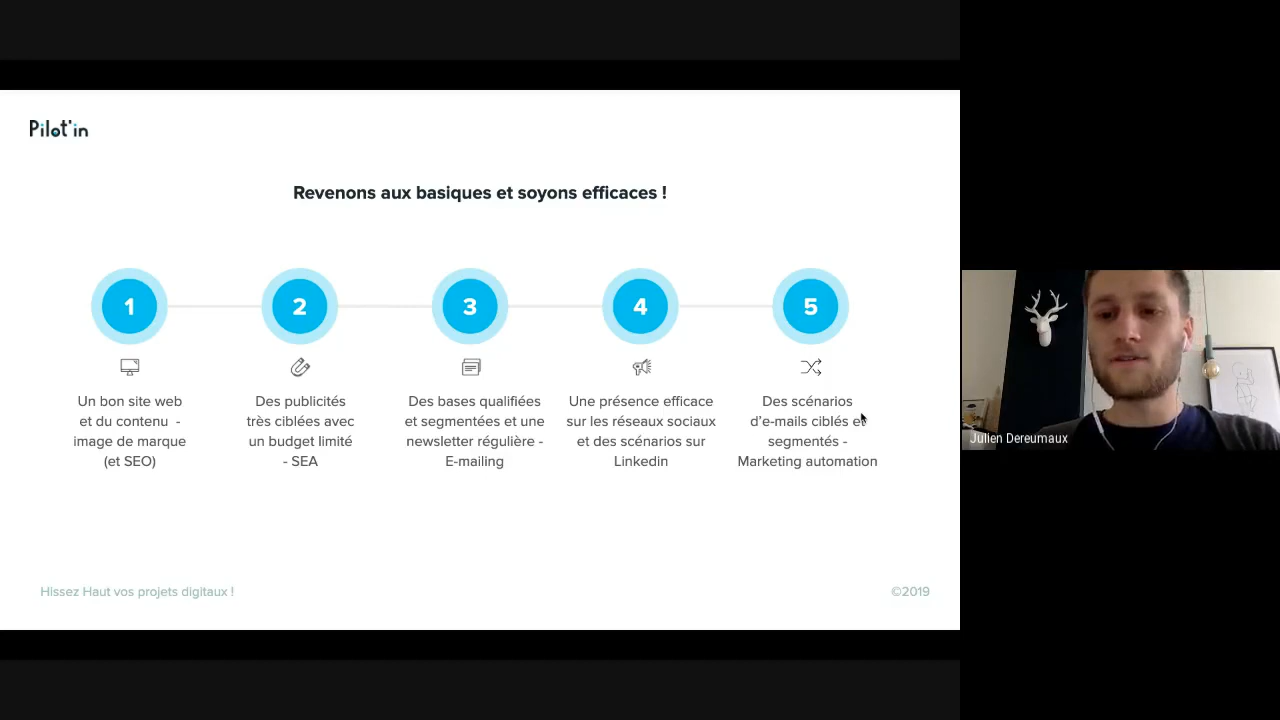 Pilot'in
Revenons aux basiques et soyons efficaces !
1
2
3
4
5
Un bon site web
et du contenu -
image de marque
(et SEO)
Des publicités
très ciblées avec
un budget limité
- SEA
Des bases qualifiées
et segmentées et une
newsletter régulière -
E-mailing
Une présence efficace
sur les réseaux sociaux
et des scénarios sur
Linkedin
Des scénarios
d'e-mails ciblés et
segmentés -
Marketing automation
Julien Dereumaux
Hissez Haut vos projets digitaux !
©2019